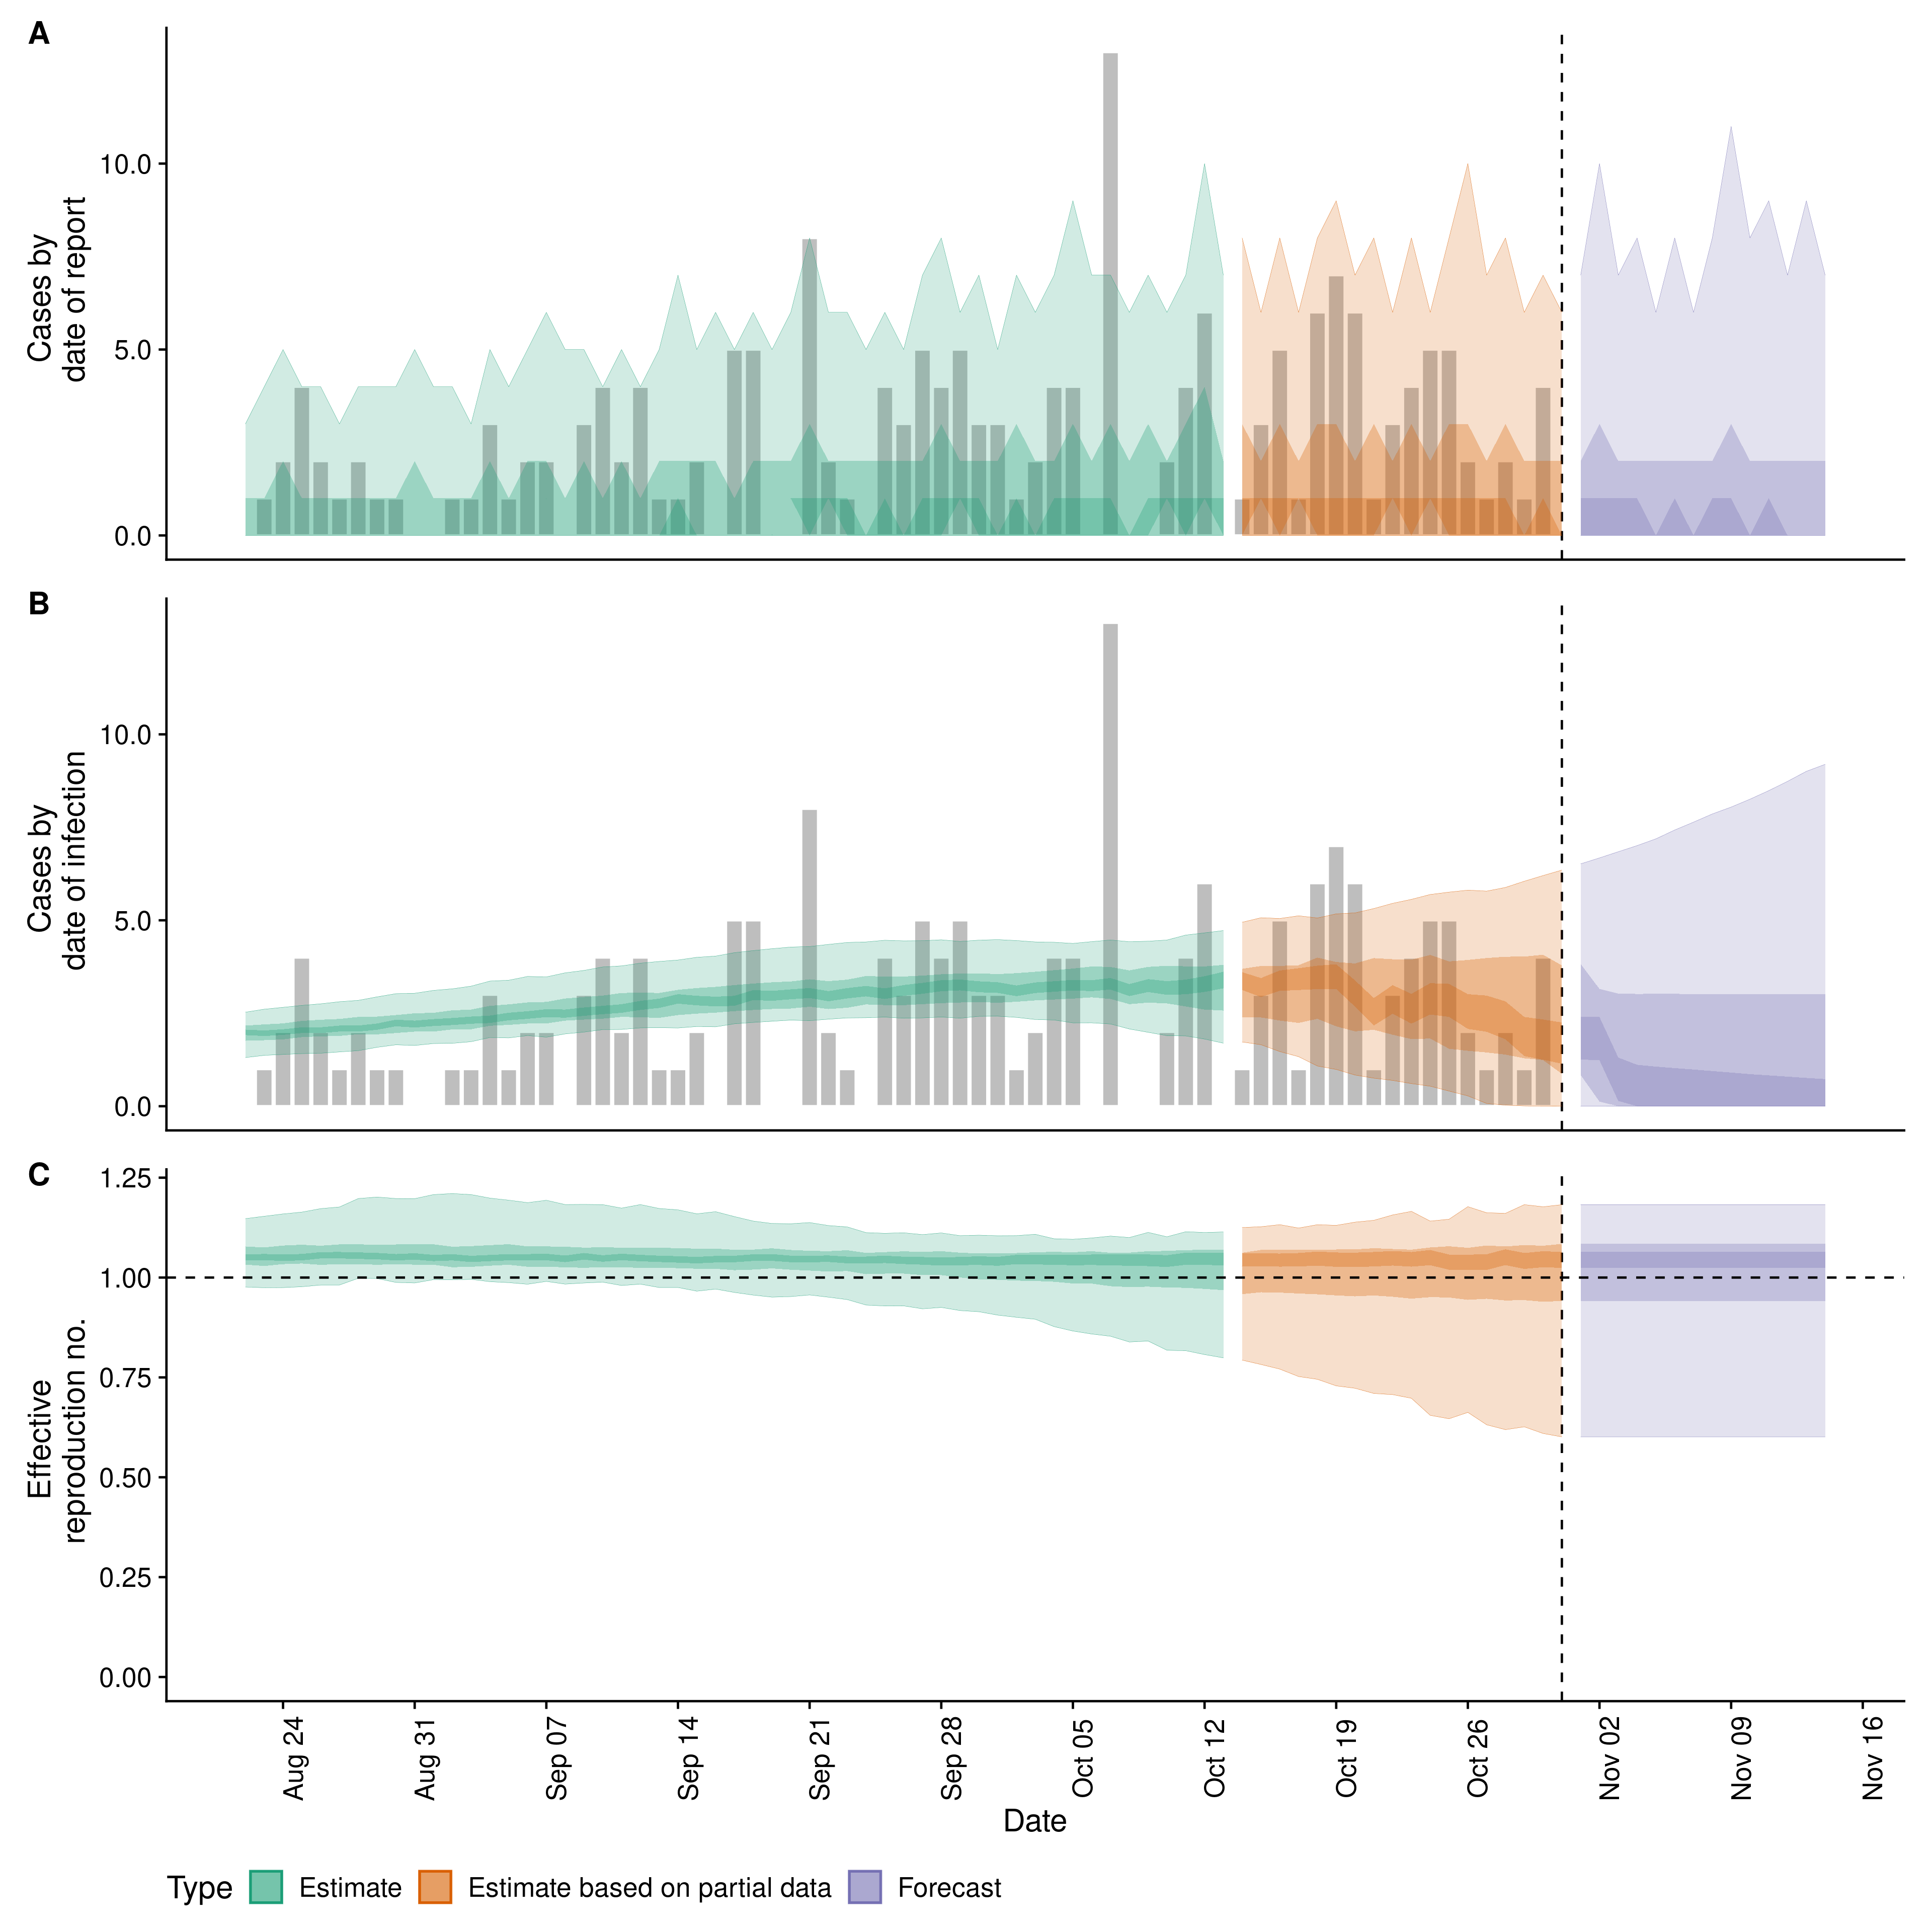 A
Cases by
date of report
10.0
5.0
0.0
B
Cases by
date of infection
10.0
5.0
0.0
C
Effective
reproduction no.
1.25
1.00
0.75
0.50
0.25
0.00
Aug 24
Aug 31
Sep 07
Sep 14
Sep 21
Sep 28
Oct 05
Oct 12
Oct 19
Oct 26
Nov 02
Nov 09
Nov 16
Date
Type Estimate Estimate based on partial data Forecast